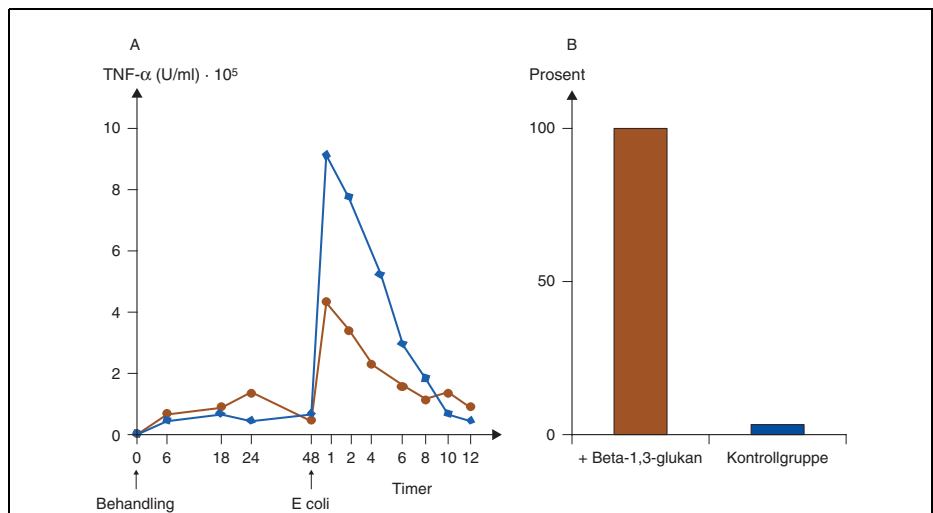 A
TNF-α (U/ml) · 10⁵
10
8
6
4
2
0
0 6 18 24 48 1 2 4 6 8 10 12
Timer
Behandling
E coli
B
Prosent
100
50
0
+ Beta-1,3-glukan
Kontrollgruppe